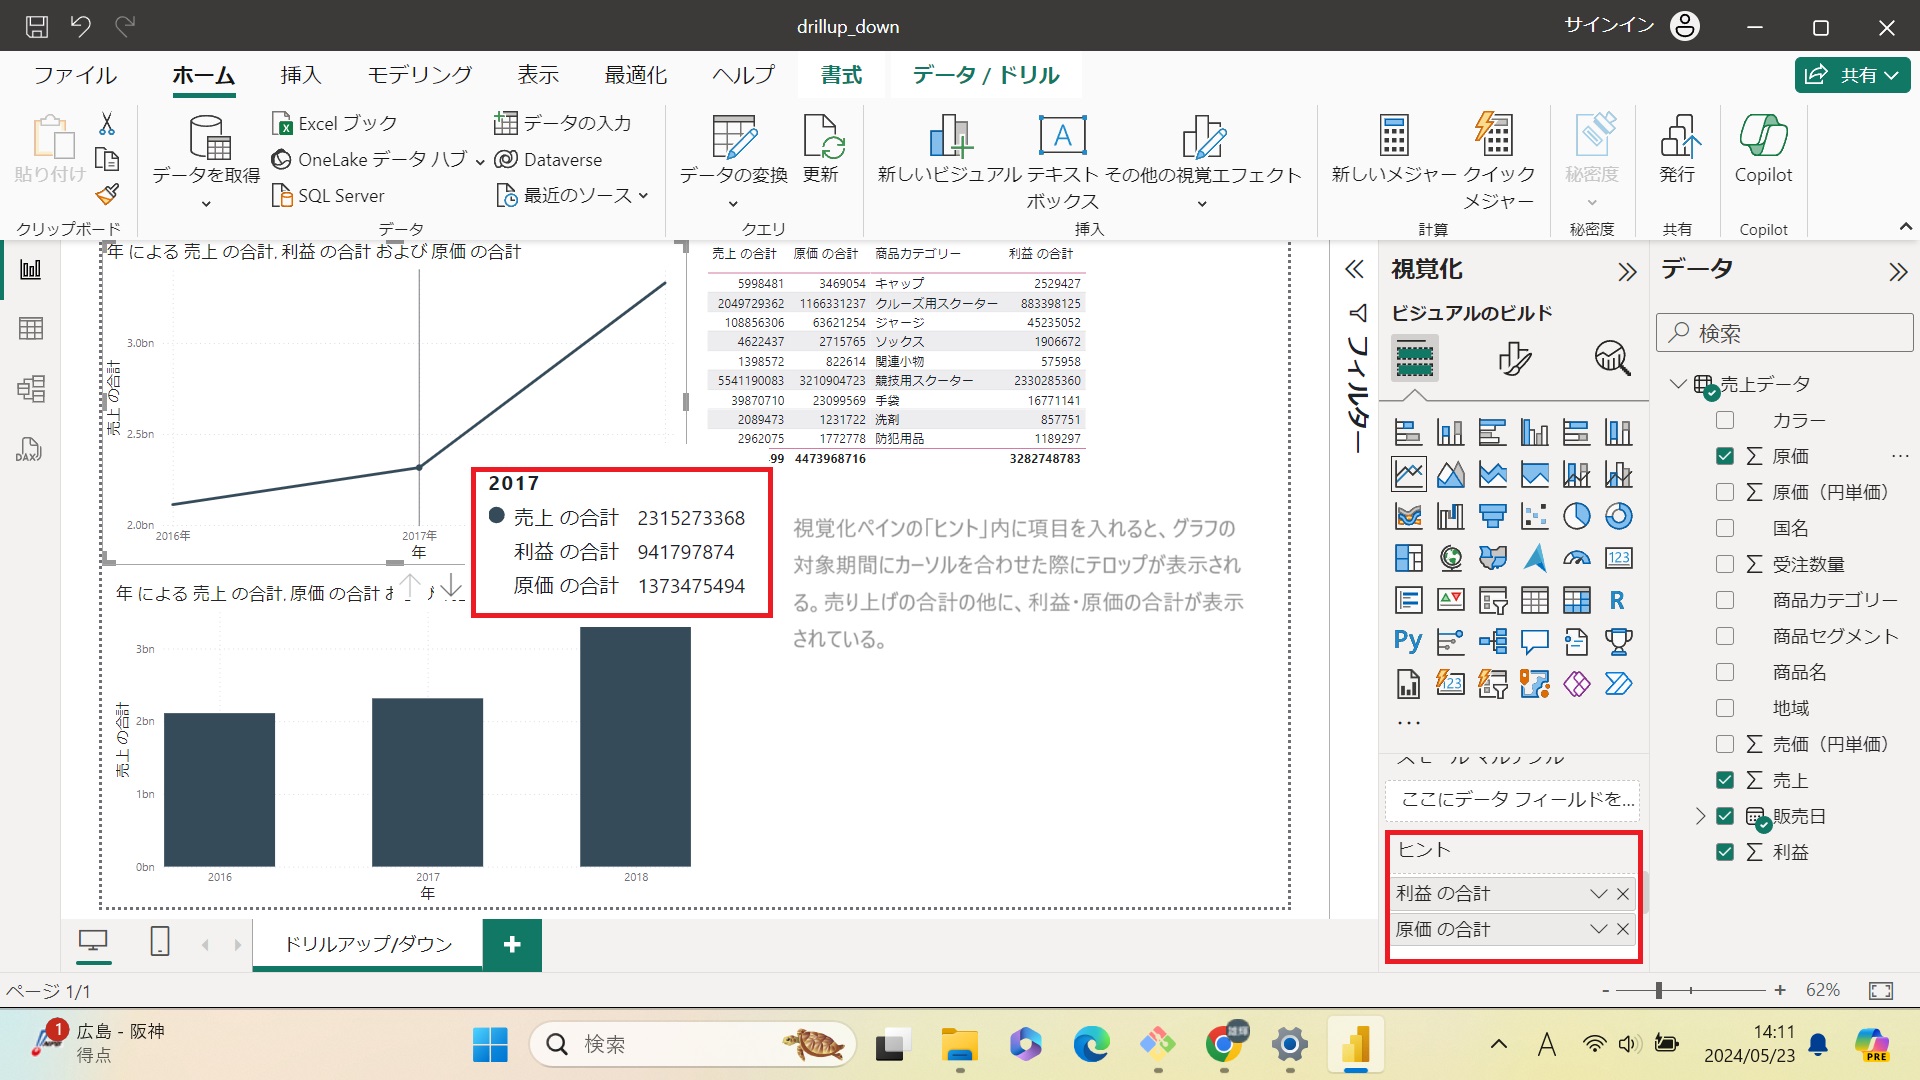 drillup_down
サインイン
ファイル
ホーム
挿入
モデリング
表示
最適化
ヘルプ
書式
データ / ドリル
共有
貼り付け
クリップボード
データを取得
Excel ブック
OneLake データ ハブ
SQL Server
データの入力
Dataverse
最近のソース
データ
データの変換
更新
クエリ
新しいビジュアル
テキスト
ボックス
その他の視覚エフェクト
挿入
新しいメジャー
クイック
メジャー
計算
秘密度
秘密度
発行
共有
Copilot
Copilot
年 による 売上 の合計, 利益 の合計 および 原価 の合計
売上 の合計
3.0bn
2.5bn
2.0bn
2016年
2017年
年
売上 の合計 原価 の合計 商品カテゴリー 利益 の合計
5998481 3469054 キャップ 2529427
2049729362 1166331237 クルーズ用スクーター 883398125
108856306 63621254 ジャージ 45235052
4622437 2715765 ソックス 1906672
1398572 822614 関連小物 575958
5541190083 3210904723 競技用スクーター 2330285360
39870710 23099569 手袋 16771141
2089473 1231722 洗剤 857751
2962075 1772778 防犯用品 1189297
99 4473968716 3282748783
2017
売上 の合計 2315273368
利益 の合計 941797874
原価 の合計 1373475494
視覚化ペインの「ヒント」内に項目を入れると、グラフの
対象期間にカーソルを合わせた際にテロップが表示され
る。売り上げの合計の他に、利益・原価の合計が表示
されている。
年 による 売上 の合計, 原価 の合計
売上 の合計
3bn
2bn
1bn
0bn
2016
2017
2018
年
フィルター
視覚化
ビジュアルのビルド
123
R
Py
123
スモール マルチプル
ここにデータ フィールドを...
ヒント
利益 の合計
原価 の合計
データ
検索
売上データ
カラー
原価
原価（円単価）
国名
受注数量
商品カテゴリー
商品セグメント
商品名
地域
売価（円単価）
売上
販売日
利益
DAX
ドリルアップ/ダウン
ページ 1/1
62%
1
広島 - 阪神
得点
検索
A
14:11
2024/05/23
PRE